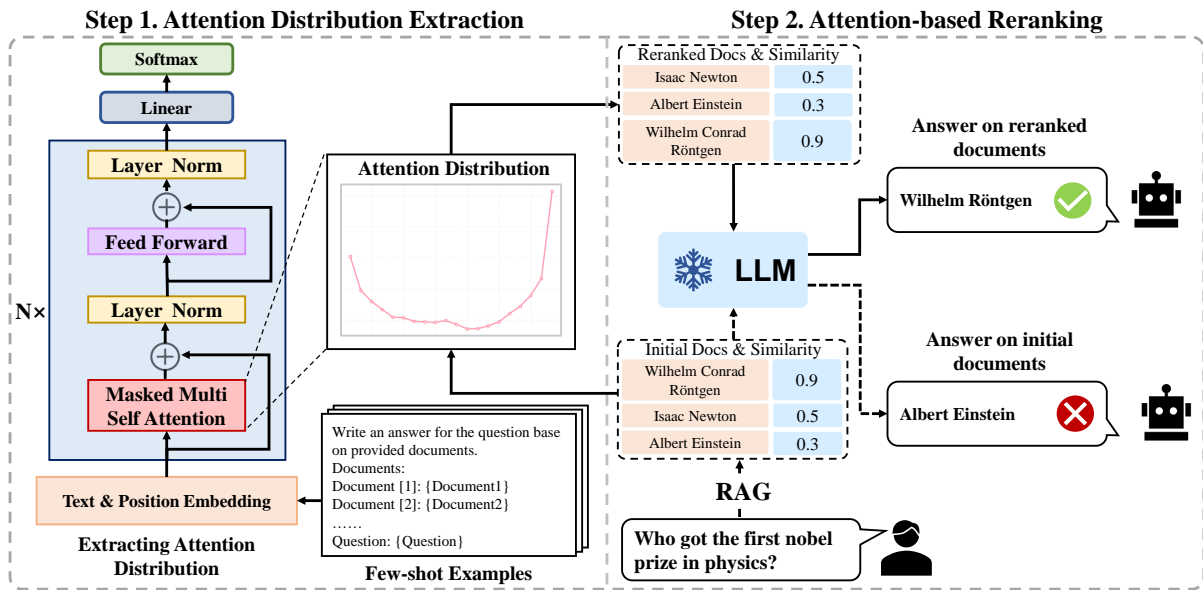 Step 1. Attention Distribution Extraction
Softmax
Linear
Layer Norm
Feed Forward
N×
Layer Norm
Masked Multi
Self Attention
Text & Position Embedding
Extracting Attention
Distribution
Attention Distribution
Write an answer for the question base
on provided documents.
Documents:
Document [1]: {Document1}
Document [2]: {Document2}
……
Question: {Question}
Few-shot Examples
Step 2. Attention-based Reranking
Reranked Docs & Similarity
Isaac Newton 0.5
Albert Einstein 0.3
Wilhelm Conrad
Röntgen 0.9
LLM
Answer on reranked
documents
Wilhelm Röntgen
Initial Docs & Similarity
Wilhelm Conrad
Röntgen 0.9
Isaac Newton 0.5
Albert Einstein 0.3
Answer on initial
documents
Albert Einstein
RAG
Who got the first nobel
prize in physics?